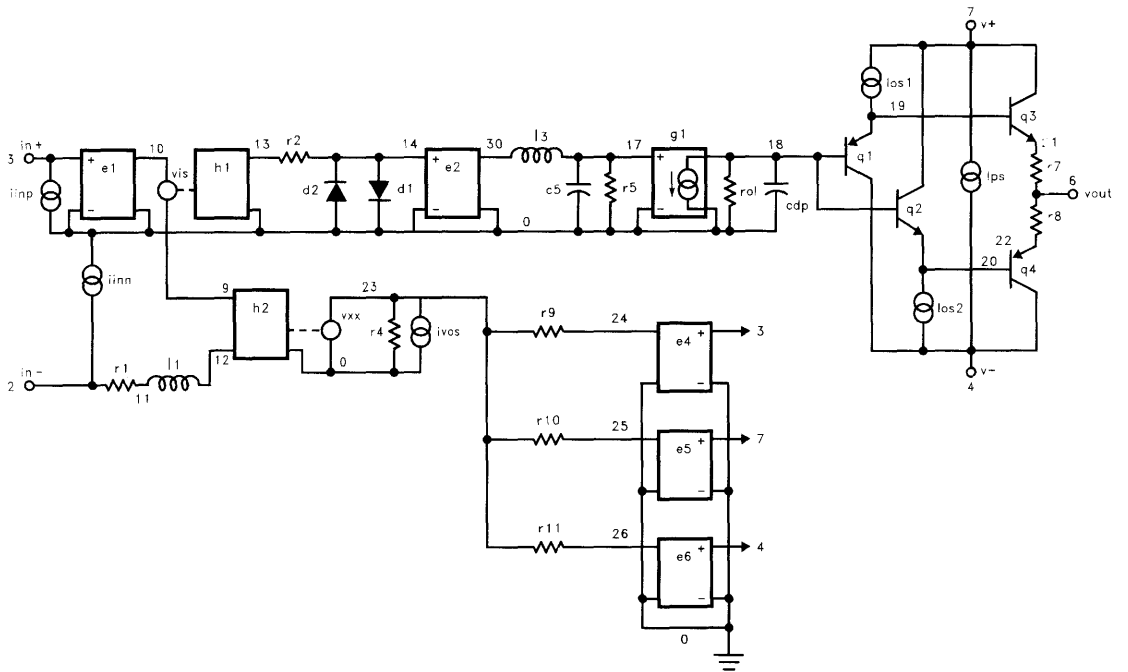 7
v+
Ios1
19
q3
in+
3
10
13
r2
14
30
l3
17
g1
18
q1
r7
e1
+
-
vis
h1
iinp
d2
d1
e2
+
-
c5
r5
+
-
rol
cdp
Ips
6
vout
r8
q2
0
22
q4
20
iinn
9
h2
23
vxx
r4
ivos
Ios2
r9
24
e4
+
-
3
12
0
in-
2
r1
11
l1
v-
4
r10
25
e5
+
-
7
r11
26
e6
+
-
4
0